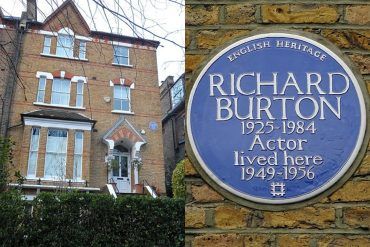 ENGLISH HERITAGE
RICHARD
BURTON
1925-1984
Actor
lived here
1949-1956